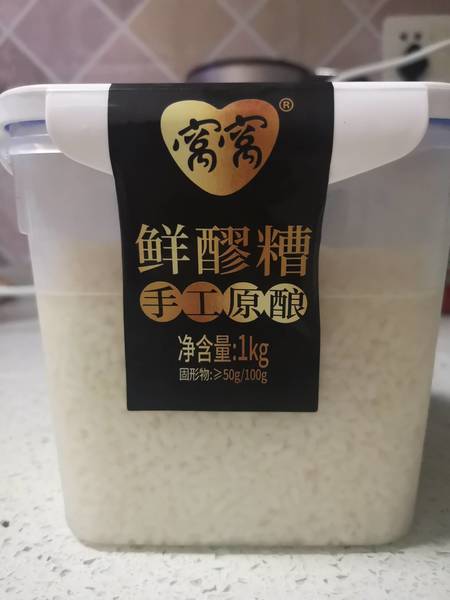 窝窝®
鲜醪糟
手工原酿
净含量:1kg
固形物:≥50g/100g